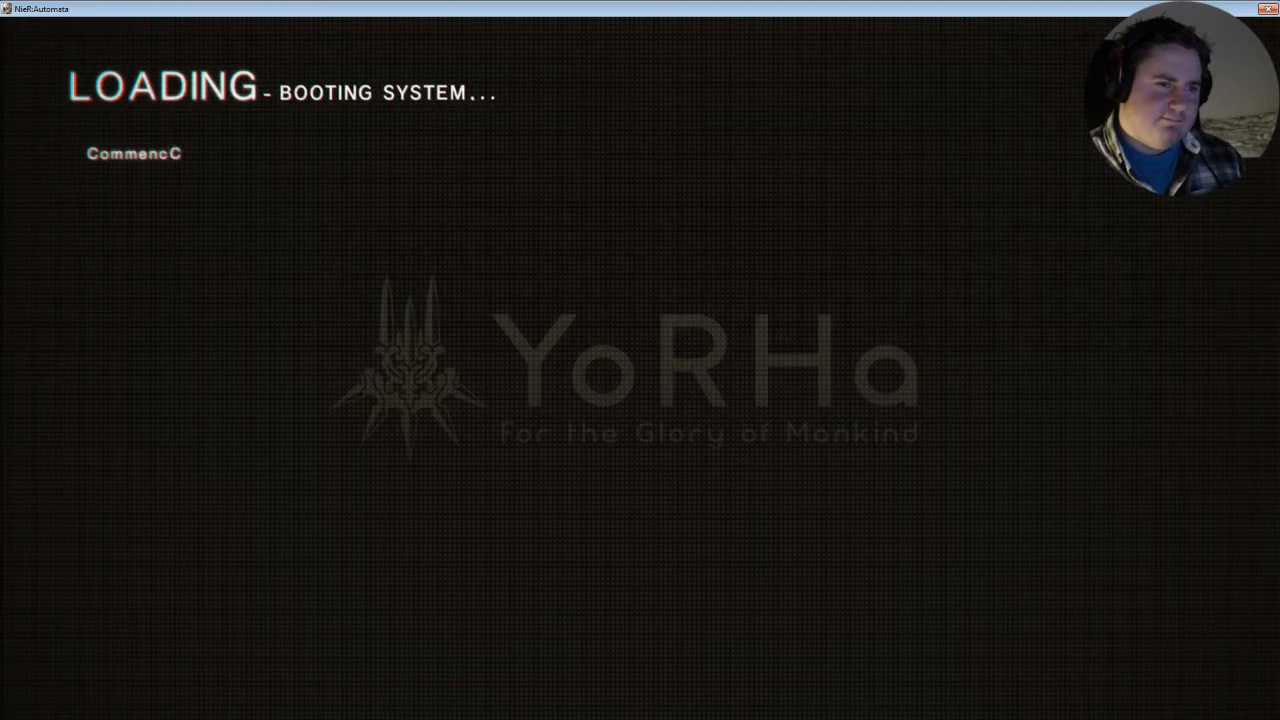 NieR:Automata
LOADING - BOOTING SYSTEM...
CommencC
YoRHa
For the Glory of Mankind